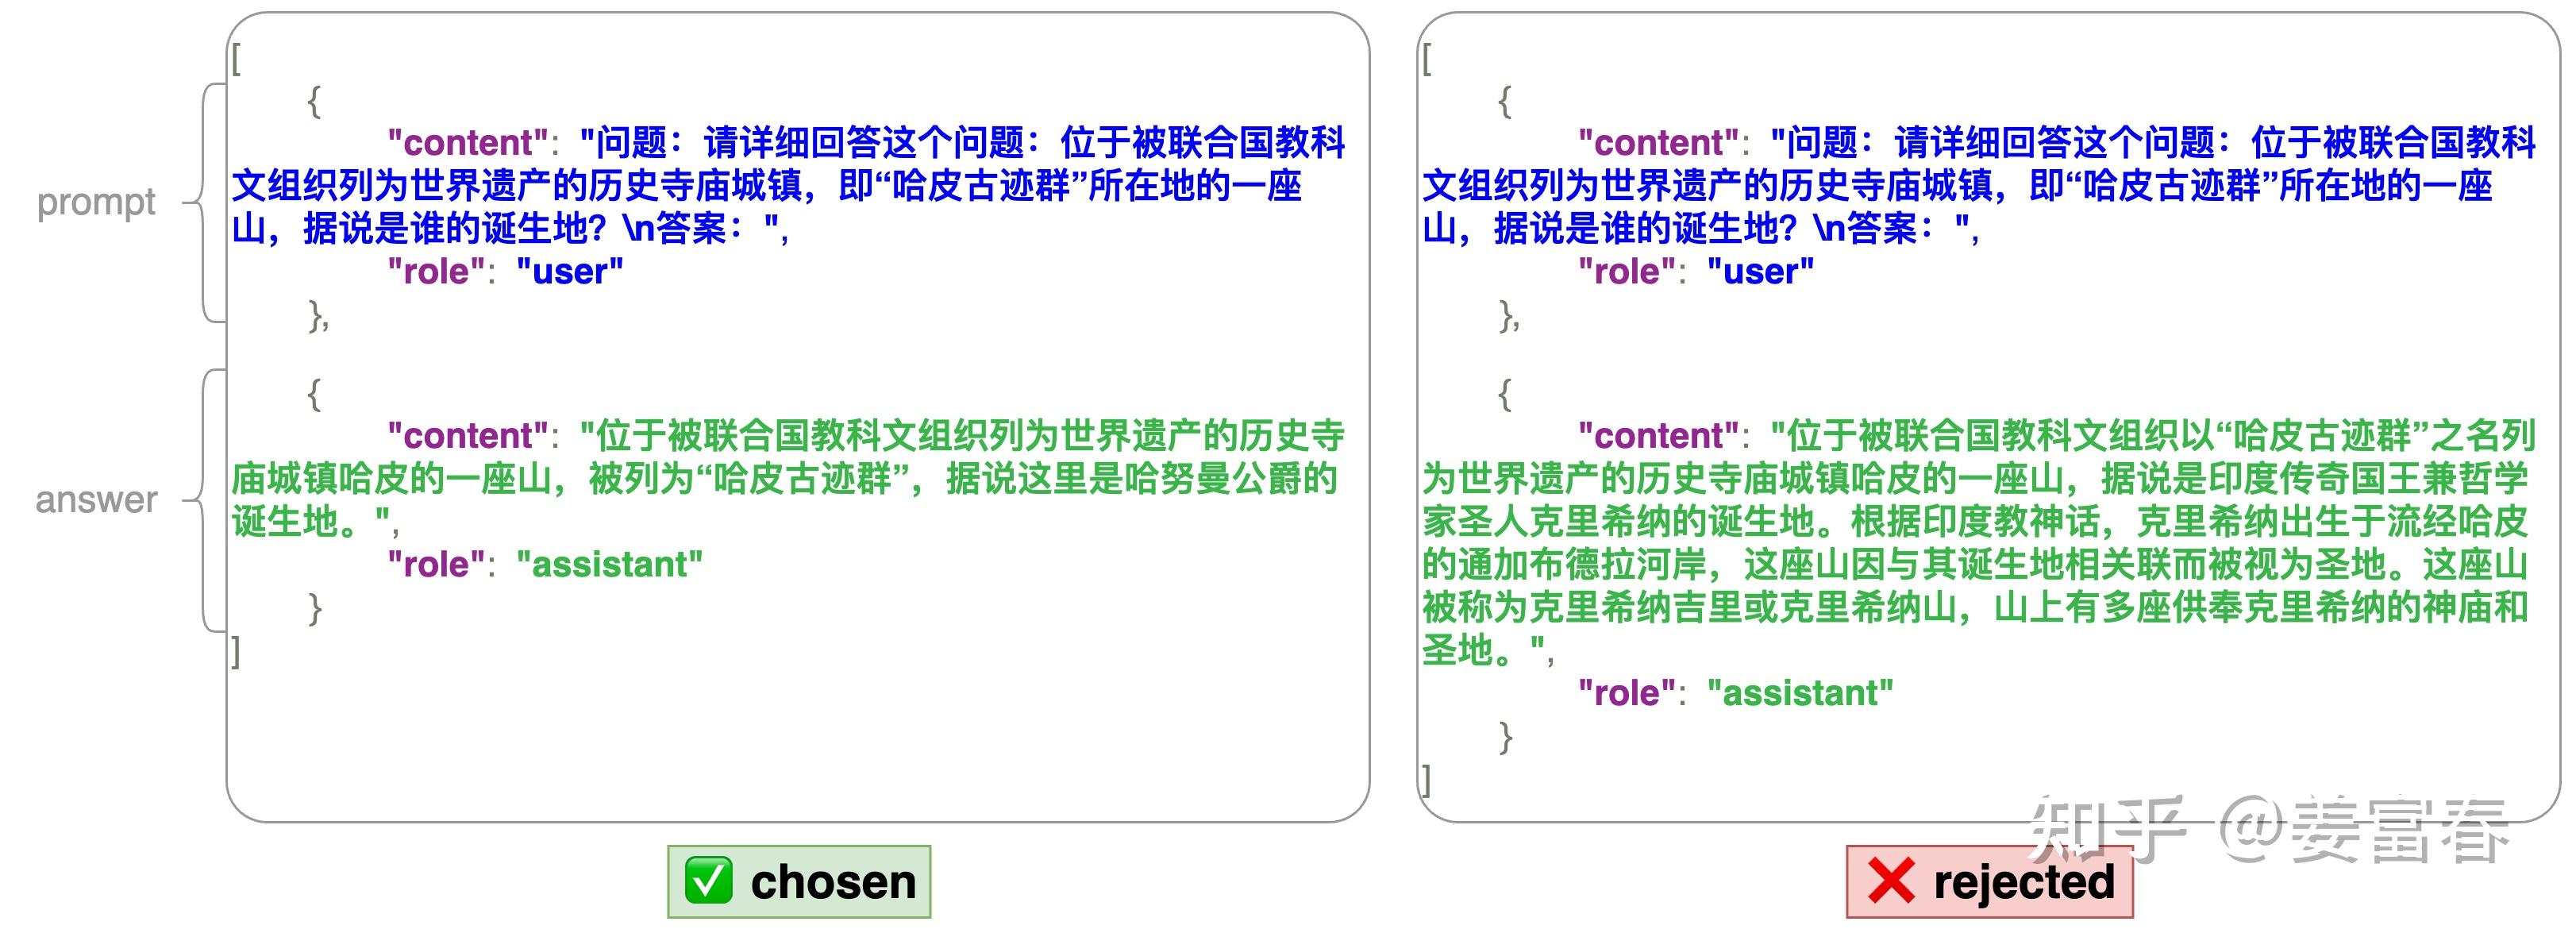 prompt
answer
[
{
"content": "问题：请详细回答这个问题：位于被联合国教科
文组织列为世界遗产的历史寺庙城镇，即“哈皮古迹群”所在地的一座
山，据说是谁的诞生地？\n答案：",
"role": "user"
},
{
"content": "位于被联合国教科文组织列为世界遗产的历史寺
庙城镇哈皮的一座山，被列为“哈皮古迹群”，据说这里是哈努曼公爵的
诞生地。",
"role": "assistant"
}
]
✅ chosen
[
{
"content": "问题：请详细回答这个问题：位于被联合国教科
文组织列为世界遗产的历史寺庙城镇，即“哈皮古迹群”所在地的一座
山，据说是谁的诞生地？\n答案：",
"role": "user"
},
{
"content": "位于被联合国教科文组织以“哈皮古迹群”之名列
为世界遗产的历史寺庙城镇哈皮的一座山，据说是印度传奇国王兼哲学
家圣人克里希纳的诞生地。根据印度教神话，克里希纳出生于流经哈皮
的通加布德拉河岸，这座山因与其诞生地相关联而被视为圣地。这座山
被称为克里希纳吉里或克里希纳山，山上有多座供奉克里希纳的神庙和
圣地。",
"role": "assistant"
}
]
❌ rejected
知乎 @姜富春